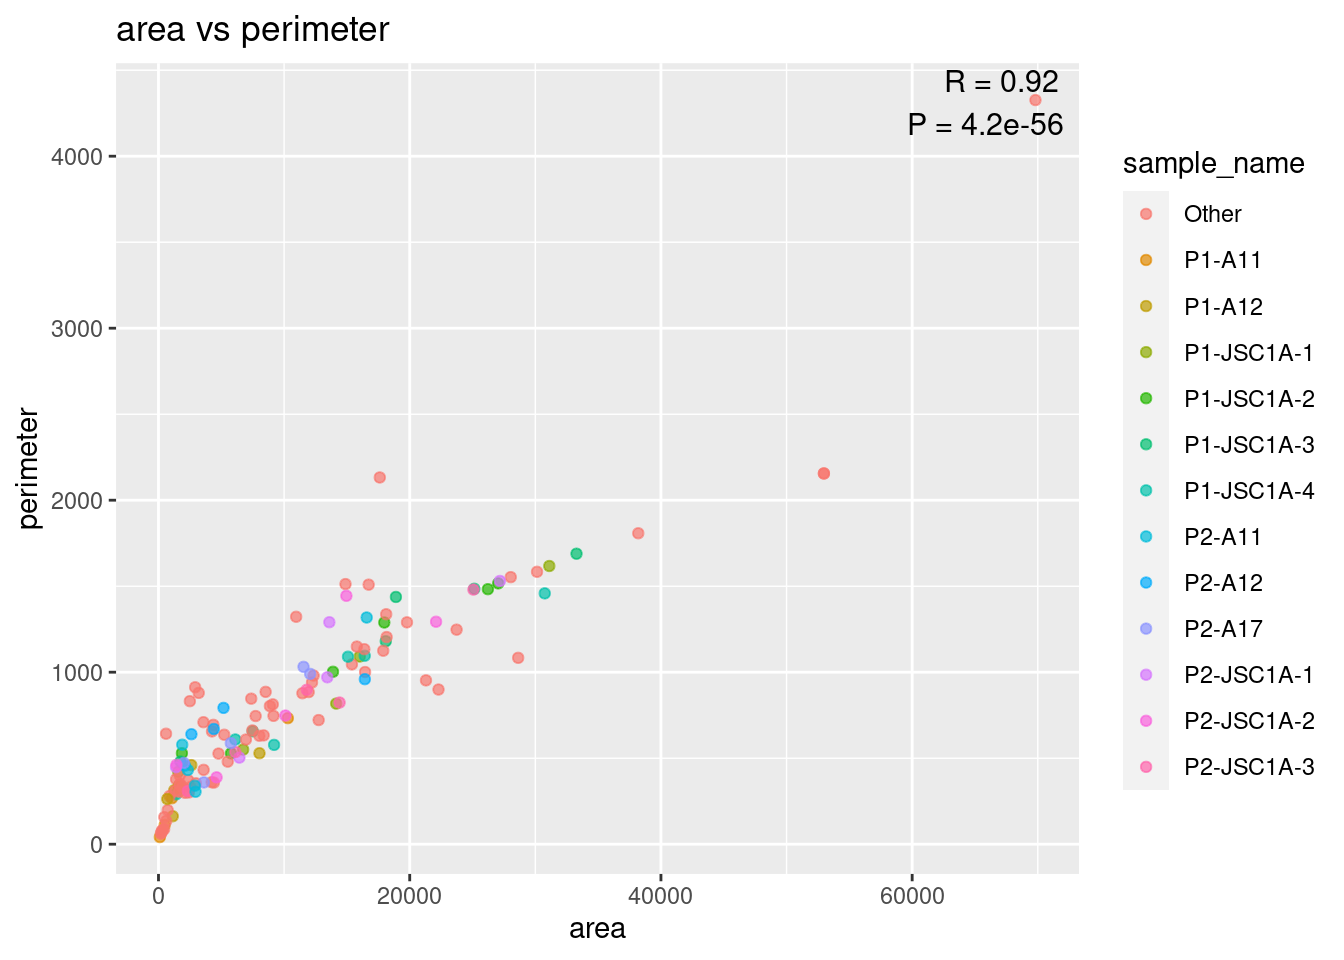 area vs perimeter
R = 0.92
P = 4.2e-56
4000
3000
2000
1000
0
perimeter
0 20000 40000 60000
area
sample_name
Other
P1-A11
P1-A12
P1-JSC1A-1
P1-JSC1A-2
P1-JSC1A-3
P1-JSC1A-4
P2-A11
P2-A12
P2-A17
P2-JSC1A-1
P2-JSC1A-2
P2-JSC1A-3